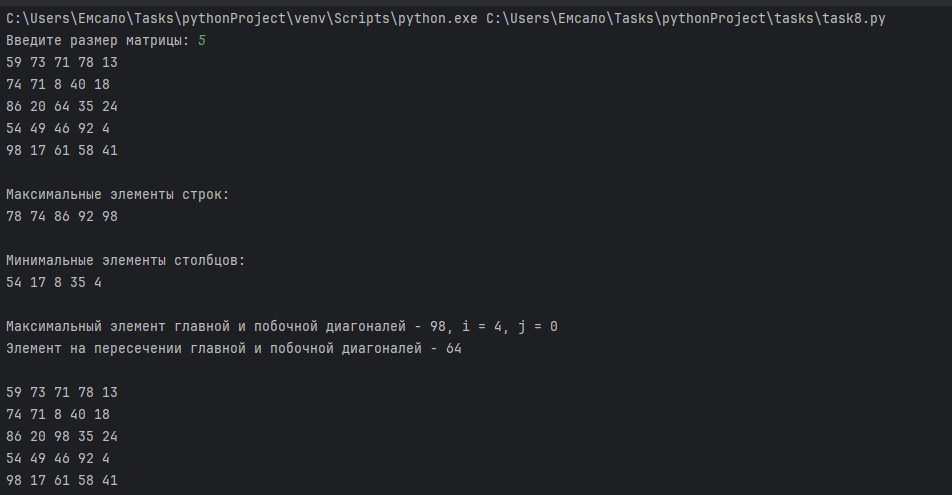 C:\Users\Емсало\Tasks\pythonProject\venv\Scripts\python.exe C:\Users\Емсало\Tasks\pythonProject\tasks\task8.py
Введите размер матрицы: 5
59 73 71 78 13
74 71 8 40 18
86 20 64 35 24
54 49 46 92 4
98 17 61 58 41
Максимальные элементы строк:
78 74 86 92 98
Минимальные элементы столбцов:
54 17 8 35 4
Максимальный элемент главной и побочной диагоналей - 98, i = 4, j = 0
Элемент на пересечении главной и побочной диагоналей - 64
59 73 71 78 13
74 71 8 40 18
86 20 98 35 24
54 49 46 92 4
98 17 61 58 41